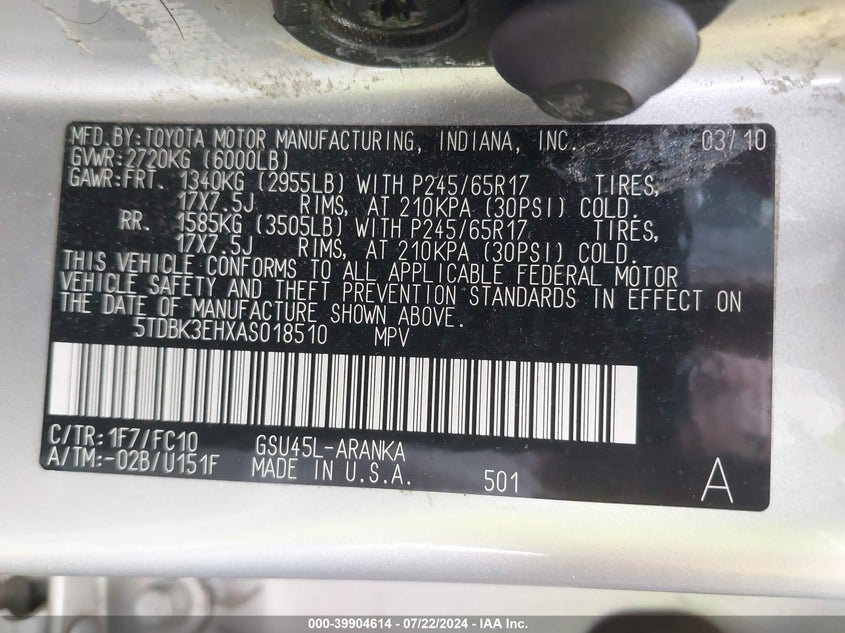 MFD. BY: TOYOTA MOTOR MANUFACTURING, INDIANA, INC. 03/10
GVWR: 2720KG (6000LB)
GAWR: FRT. 1340KG (2955LB) WITH P245/65R17 TIRES,
17X7.5J RIMS, AT 210KPA (30PSI) COLD.
RR. 1585KG (3505LB) WITH P245/65R17 TIRES,
17X7.5J RIMS, AT 210KPA (30PSI) COLD.
THIS VEHICLE CONFORMS TO ALL APPLICABLE FEDERAL MOTOR
VEHICLE SAFETY AND THEFT PREVENTION STANDARDS IN EFFECT ON
THE DATE OF MANUFACTURE SHOWN ABOVE.
5TDBK3EHXAS018510 MPV
C/TR: 1F7/FC10 GSU45L-ARANKA
A/TM:-02B/U151F MADE IN U.S.A. 501 A
000-39904614 - 07/22/2024 - IAA Inc.